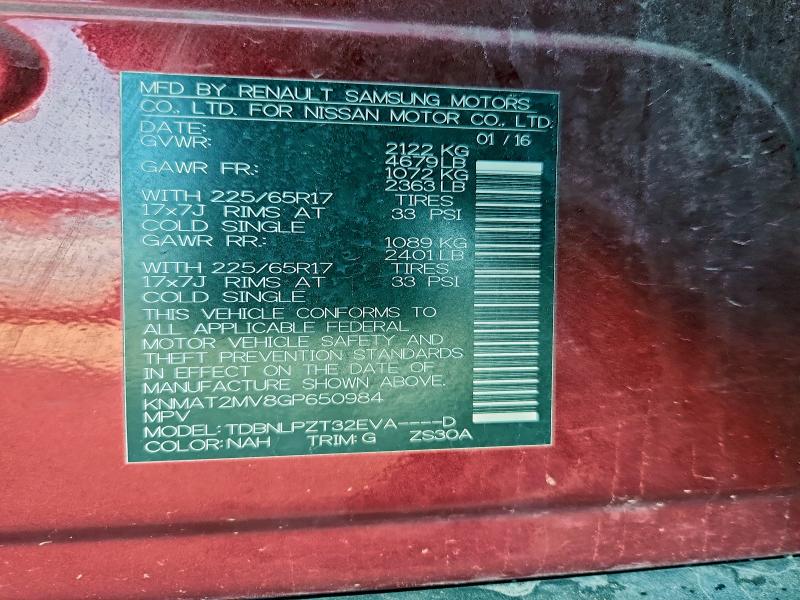 MFD BY RENAULT SAMSUNG MOTORS
CO., LTD. FOR NISSAN MOTOR CO., LTD.
DATE: 01 / 16
GVWR: 2122 KG
4679 LB
GAWR FR.: 1072 KG
2363 LB
WITH 225/65R17 TIRES
17x7J RIMS AT 33 PSI
COLD SINGLE
GAWR RR.: 1089 KG
2401 LB
WITH 225/65R17 TIRES
17x7J RIMS AT 33 PSI
COLD SINGLE
THIS VEHICLE CONFORMS TO
ALL APPLICABLE FEDERAL
MOTOR VEHICLE SAFETY AND
THEFT PREVENTION STANDARDS
IN EFFECT ON THE DATE OF
MANUFACTURE SHOWN ABOVE.
KNMAT2MV8GP650984
MPV
MODEL: TDBNLPZT32EVA----D
COLOR: NAH TRIM: G ZS30A